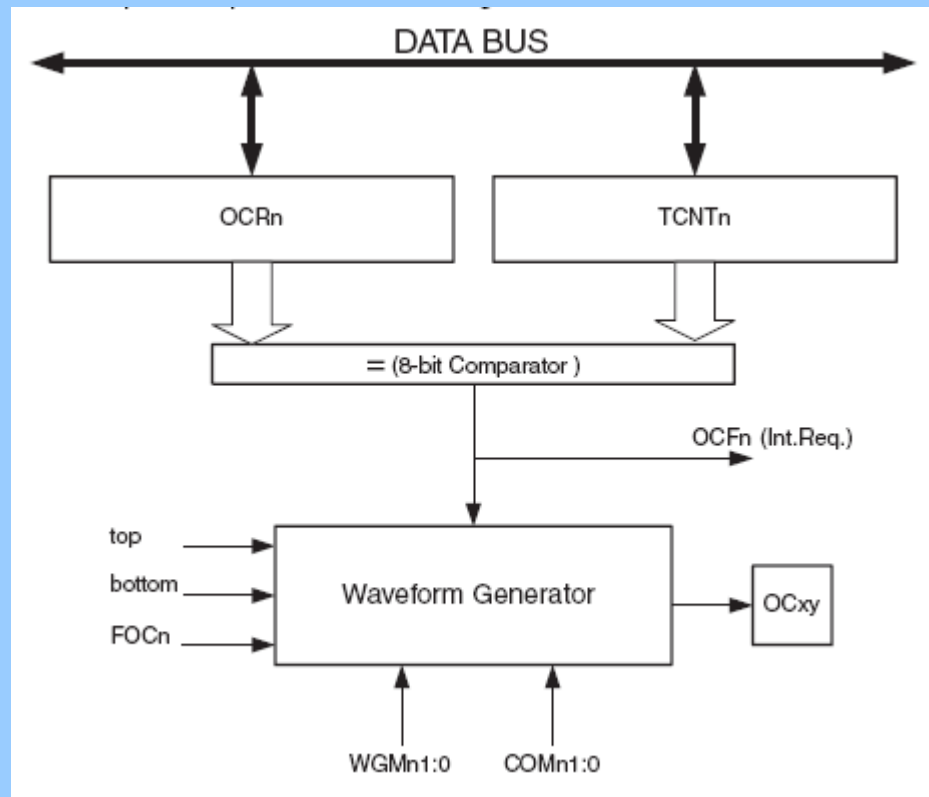 DATA BUS
OCRn
TCNTn
= (8-bit Comparator )
OCFn (Int.Req.)
top
bottom
FOCn
Waveform Generator
OCxy
WGMn1:0
COMn1:0